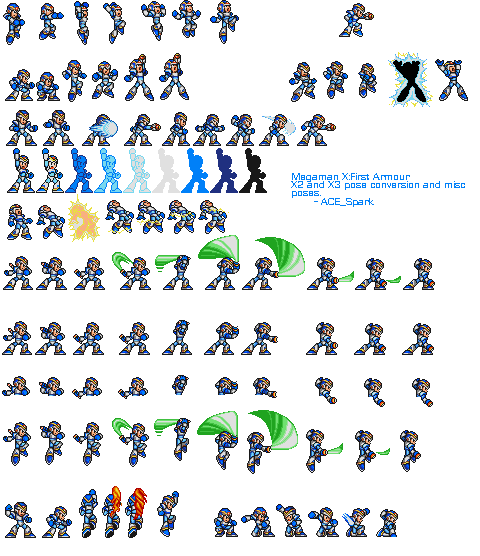 Megaman X:First Armour
X2 and X3 pose conversion and misc
poses.
- ACE_Spark